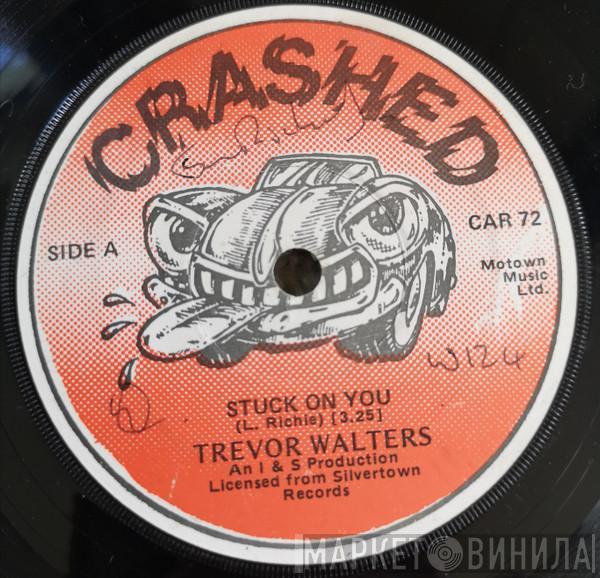 CRASHED
SIDE A
CAR 72
Motown
Music
Ltd.
W124
STUCK ON YOU
(L. Richie) [3.25]
TREVOR WALTERS
An I & S Production
Licensed from Silvertown
Records
МАРКЕТ ВИНИЛА